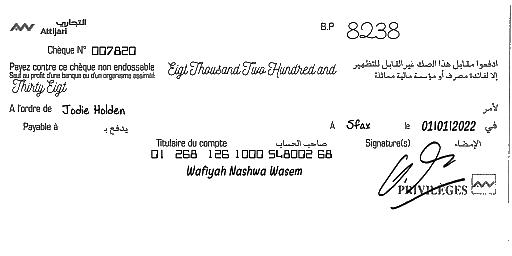 التجاري
Attijari
B.P 8238
Chèque N° 007820
Payez contre ce chèque non endossable
Sauf au profit d'une banque ou d'un organisme assimilé
Eigt Thousand Two Hundred and
Thirty Eigt
ادفعوا مقابل هذا الصك غير القابل للتظهير
إلا لفائدة مصرف أو مؤسسة مالية مماثلة
A l'ordre de Jodie Holden لأمر
Payable à يدفع بـ
A Sfax le 01/01/2022 في
Titulaire du compte صاحب الحساب
Signature(s) الإمضاء
01 268 126 1000 548002 68
Wafiyah Nashwa Wasem
PRIVILEGES